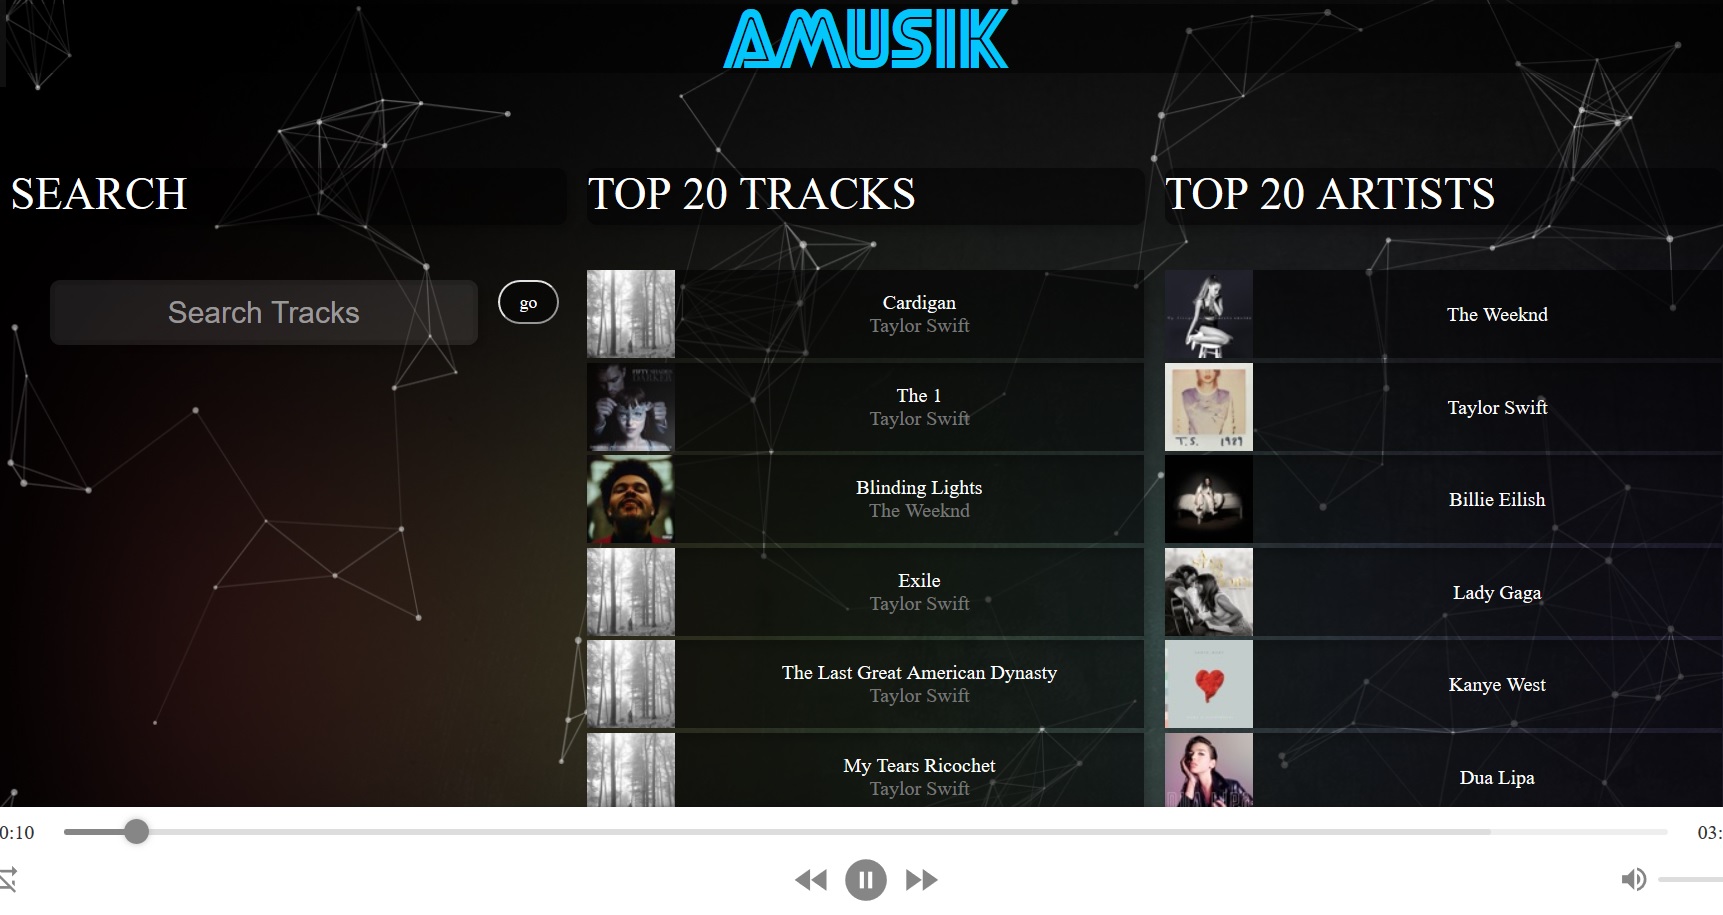 AMUSIK
SEARCH
Search Tracks
go
TOP 20 TRACKS
Cardigan
Taylor Swift
The 1
Taylor Swift
Blinding Lights
The Weeknd
Exile
Taylor Swift
The Last Great American Dynasty
Taylor Swift
My Tears Ricochet
Taylor Swift
TOP 20 ARTISTS
The Weeknd
Taylor Swift
T.S. 1989
Billie Eilish
Lady Gaga
Kanye West
Dua Lipa
0:10
03: